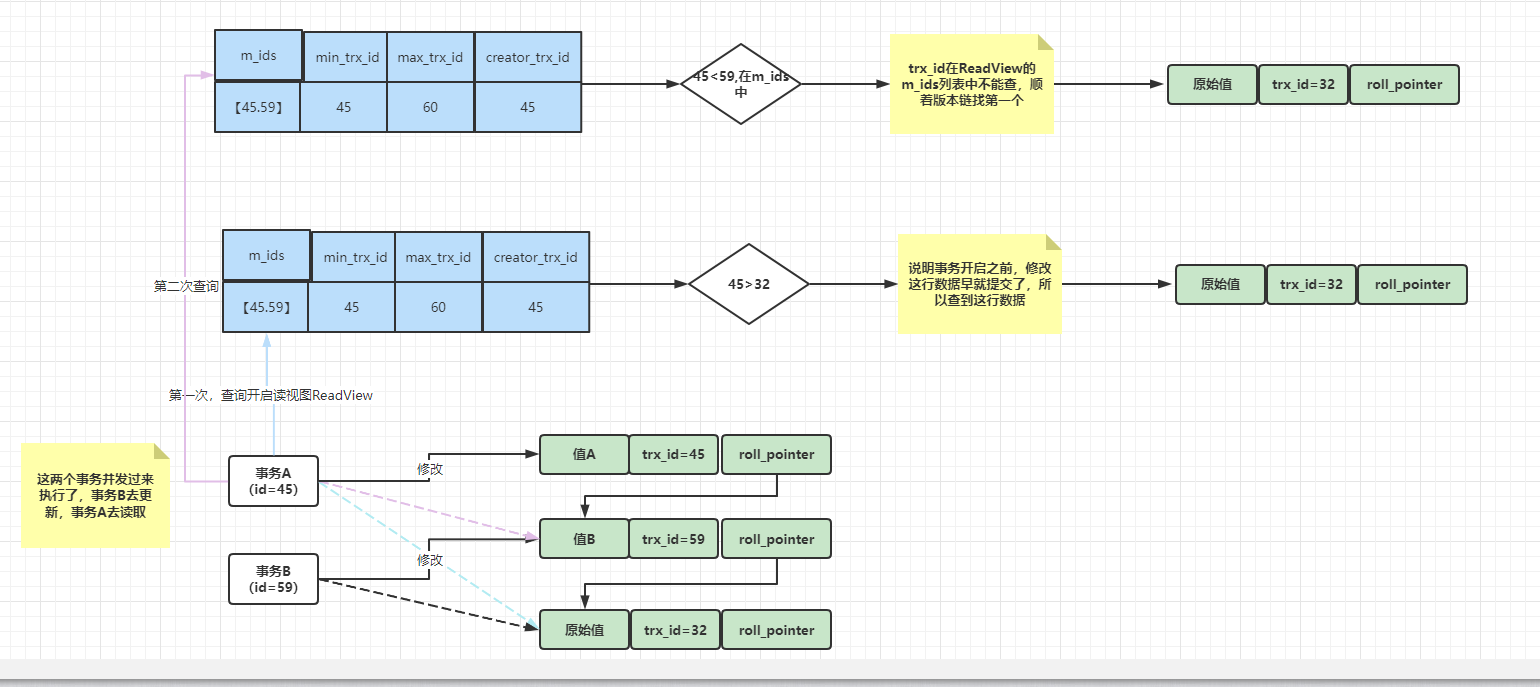 m_ids
min_trx_id
max_trx_id
creator_trx_id
【45.59】
45
60
45
45<59,在m_ids
中
trx_id在ReadView的
m_ids列表中不能查，顺
着版本链找第一个
原始值
trx_id=32
roll_pointer
m_ids
min_trx_id
max_trx_id
creator_trx_id
【45.59】
45
60
45
45>32
说明事务开启之前，修改
这行数据早就提交了，所
以查到这行数据
原始值
trx_id=32
roll_pointer
第二次查询
第一次，查询开启读视图ReadView
这两个事务并发过来
执行了，事务B去更
新，事务A去读取
事务A
(id=45)
修改
值A
trx_id=45
roll_pointer
事务B
(id=59)
修改
值B
trx_id=59
roll_pointer
原始值
trx_id=32
roll_pointer